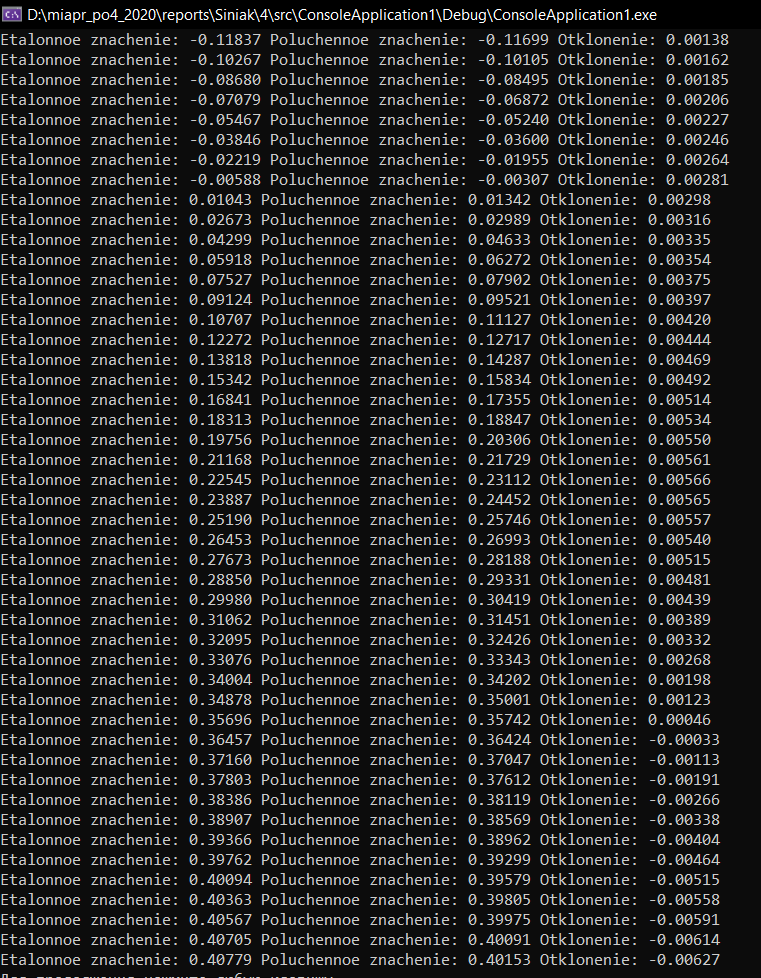 D:\miapr_po4_2020\reports\Siniak\4\src\ConsoleApplication1\Debug\ConsoleApplication1.exe
Etalonnoe znachenie: -0.11837 Poluchennoe znachenie: -0.11699 Otklonenie: 0.00138
Etalonnoe znachenie: -0.10267 Poluchennoe znachenie: -0.10105 Otklonenie: 0.00162
Etalonnoe znachenie: -0.08680 Poluchennoe znachenie: -0.08495 Otklonenie: 0.00185
Etalonnoe znachenie: -0.07079 Poluchennoe znachenie: -0.06872 Otklonenie: 0.00206
Etalonnoe znachenie: -0.05467 Poluchennoe znachenie: -0.05240 Otklonenie: 0.00227
Etalonnoe znachenie: -0.03846 Poluchennoe znachenie: -0.03600 Otklonenie: 0.00246
Etalonnoe znachenie: -0.02219 Poluchennoe znachenie: -0.01955 Otklonenie: 0.00264
Etalonnoe znachenie: -0.00588 Poluchennoe znachenie: -0.00307 Otklonenie: 0.00281
Etalonnoe znachenie: 0.01043 Poluchennoe znachenie: 0.01342 Otklonenie: 0.00298
Etalonnoe znachenie: 0.02673 Poluchennoe znachenie: 0.02989 Otklonenie: 0.00316
Etalonnoe znachenie: 0.04299 Poluchennoe znachenie: 0.04633 Otklonenie: 0.00335
Etalonnoe znachenie: 0.05918 Poluchennoe znachenie: 0.06272 Otklonenie: 0.00354
Etalonnoe znachenie: 0.07527 Poluchennoe znachenie: 0.07902 Otklonenie: 0.00375
Etalonnoe znachenie: 0.09124 Poluchennoe znachenie: 0.09521 Otklonenie: 0.00397
Etalonnoe znachenie: 0.10707 Poluchennoe znachenie: 0.11127 Otklonenie: 0.00420
Etalonnoe znachenie: 0.12272 Poluchennoe znachenie: 0.12717 Otklonenie: 0.00444
Etalonnoe znachenie: 0.13818 Poluchennoe znachenie: 0.14287 Otklonenie: 0.00469
Etalonnoe znachenie: 0.15342 Poluchennoe znachenie: 0.15834 Otklonenie: 0.00492
Etalonnoe znachenie: 0.16841 Poluchennoe znachenie: 0.17355 Otklonenie: 0.00514
Etalonnoe znachenie: 0.18313 Poluchennoe znachenie: 0.18847 Otklonenie: 0.00534
Etalonnoe znachenie: 0.19756 Poluchennoe znachenie: 0.20306 Otklonenie: 0.00550
Etalonnoe znachenie: 0.21168 Poluchennoe znachenie: 0.21729 Otklonenie: 0.00561
Etalonnoe znachenie: 0.22545 Poluchennoe znachenie: 0.23112 Otklonenie: 0.00566
Etalonnoe znachenie: 0.23887 Poluchennoe znachenie: 0.24452 Otklonenie: 0.00565
Etalonnoe znachenie: 0.25190 Poluchennoe znachenie: 0.25746 Otklonenie: 0.00557
Etalonnoe znachenie: 0.26453 Poluchennoe znachenie: 0.26993 Otklonenie: 0.00540
Etalonnoe znachenie: 0.27673 Poluchennoe znachenie: 0.28188 Otklonenie: 0.00515
Etalonnoe znachenie: 0.28850 Poluchennoe znachenie: 0.29331 Otklonenie: 0.00481
Etalonnoe znachenie: 0.29980 Poluchennoe znachenie: 0.30419 Otklonenie: 0.00439
Etalonnoe znachenie: 0.31062 Poluchennoe znachenie: 0.31451 Otklonenie: 0.00389
Etalonnoe znachenie: 0.32095 Poluchennoe znachenie: 0.32426 Otklonenie: 0.00332
Etalonnoe znachenie: 0.33076 Poluchennoe znachenie: 0.33343 Otklonenie: 0.00268
Etalonnoe znachenie: 0.34004 Poluchennoe znachenie: 0.34202 Otklonenie: 0.00198
Etalonnoe znachenie: 0.34878 Poluchennoe znachenie: 0.35001 Otklonenie: 0.00123
Etalonnoe znachenie: 0.35696 Poluchennoe znachenie: 0.35742 Otklonenie: 0.00046
Etalonnoe znachenie: 0.36457 Poluchennoe znachenie: 0.36424 Otklonenie: -0.00033
Etalonnoe znachenie: 0.37160 Poluchennoe znachenie: 0.37047 Otklonenie: -0.00113
Etalonnoe znachenie: 0.37803 Poluchennoe znachenie: 0.37612 Otklonenie: -0.00191
Etalonnoe znachenie: 0.38386 Poluchennoe znachenie: 0.38119 Otklonenie: -0.00266
Etalonnoe znachenie: 0.38907 Poluchennoe znachenie: 0.38569 Otklonenie: -0.00338
Etalonnoe znachenie: 0.39366 Poluchennoe znachenie: 0.38962 Otklonenie: -0.00404
Etalonnoe znachenie: 0.39762 Poluchennoe znachenie: 0.39299 Otklonenie: -0.00464
Etalonnoe znachenie: 0.40094 Poluchennoe znachenie: 0.39579 Otklonenie: -0.00515
Etalonnoe znachenie: 0.40363 Poluchennoe znachenie: 0.39805 Otklonenie: -0.00558
Etalonnoe znachenie: 0.40567 Poluchennoe znachenie: 0.39975 Otklonenie: -0.00591
Etalonnoe znachenie: 0.40705 Poluchennoe znachenie: 0.40091 Otklonenie: -0.00614
Etalonnoe znachenie: 0.40779 Poluchennoe znachenie: 0.40153 Otklonenie: -0.00627